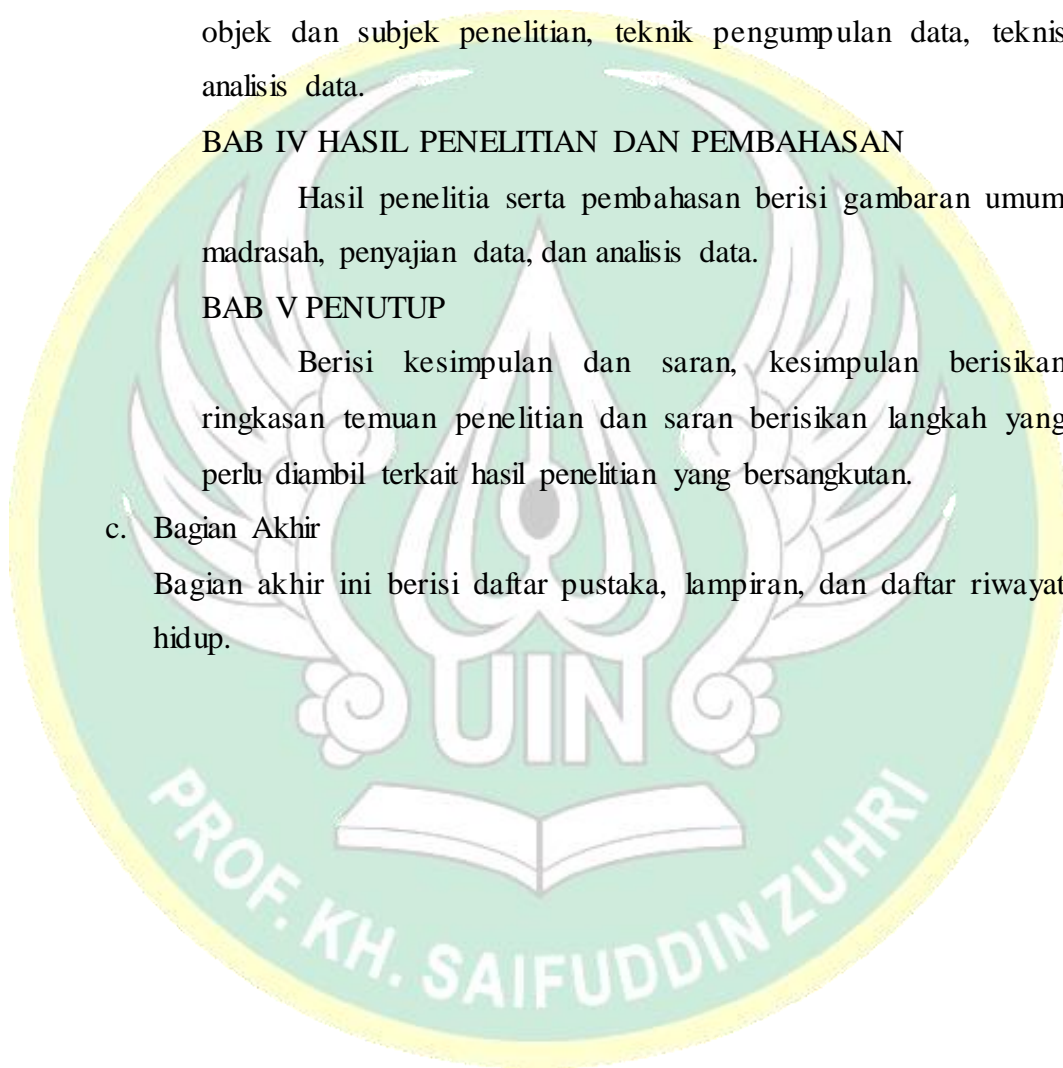 objek dan subjek penelitian, teknik pengumpulan data, teknis
analisis data.
BAB IV HASIL PENELITIAN DAN PEMBAHASAN
Hasil penelitia serta pembahasan berisi gambaran umum
madrasah, penyajian data, dan analisis data.
BAB V PENUTUP
Berisi kesimpulan dan saran, kesimpulan berisikan
ringkasan temuan penelitian dan saran berisikan langkah yang
perlu diambil terkait hasil penelitian yang bersangkutan.
c. Bagian Akhir
Bagian akhir ini berisi daftar pustaka, lampiran, dan daftar riwayat
hidup.
UIN
PROF. KH. SAIFUDDIN ZUHRI